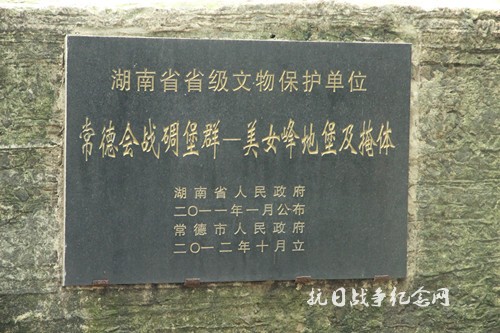 湖南省省级文物保护单位
常德会战碉堡群—美女峰地堡及掩体
湖南省人民政府
二〇一一年一月公布
常德市人民政府
二〇一二年十月立
抗日战争纪念网